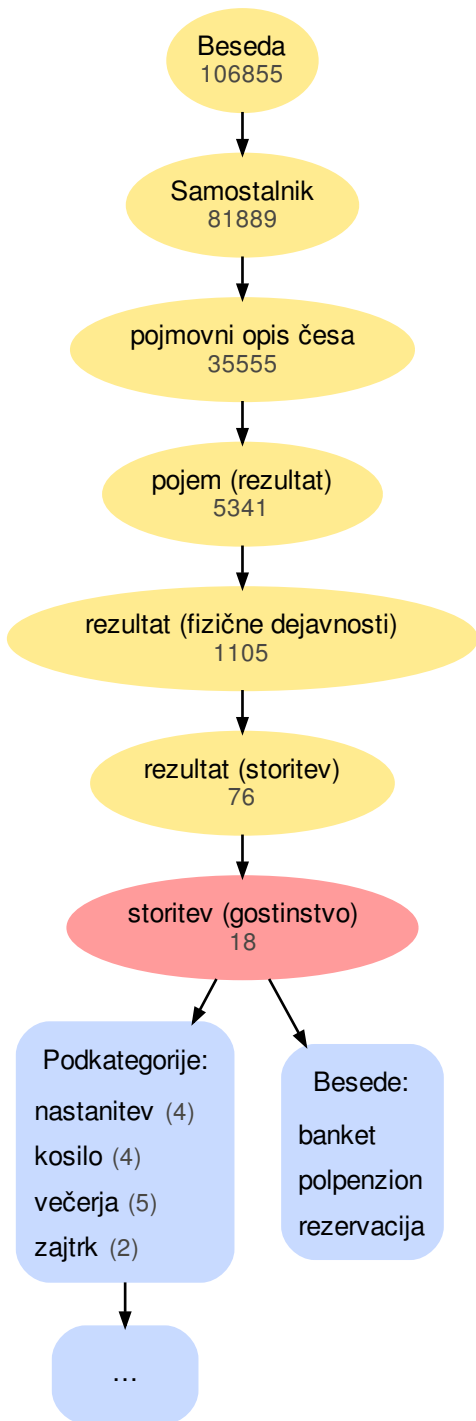 Beseda
106855
Samostalnik
81889
pojmovni opis česa
35555
pojem (rezultat)
5341
rezultat (fizične dejavnosti)
1105
rezultat (storitev)
76
storitev (gostinstvo)
18
Podkategorije:
nastanitev (4)
kosilo (4)
večerja (5)
zajtrk (2)
Besede:
banket
polpenzion
rezervacija
...